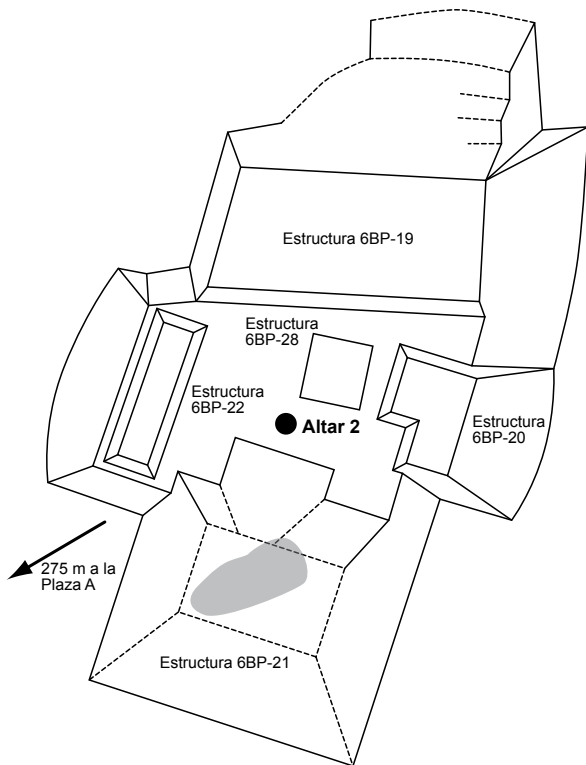 Estructura 6BP-19
Estructura
6BP-28
Estructura
6BP-22
Altar 2
Estructura
6BP-20
275 m a la
Plaza A
Estructura 6BP-21